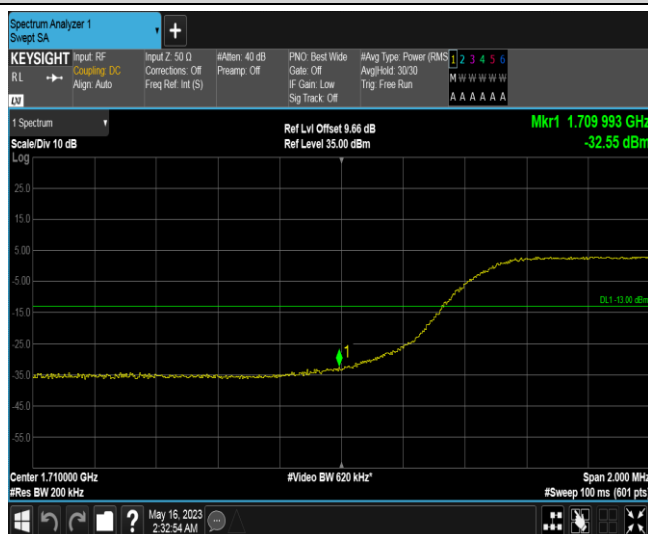 Spectrum Analyzer 1
Swept SA
+
KEYSIGHT
RL
Input: RF
Coupling: DC
Align: Auto
Input Z: 50 Ω
Corrections: Off
Freq Ref: Int (S)
#Atten: 40 dB
Preamp: Off
PNO: Best Wide
Gate: Off
IF Gain: Low
Sig Track: Off
#Avg Type: Power (RMS
Avg|Hold: 30/30
Trig: Free Run
1 2 3 4 5 6
M W W W W W
A A A A A A
LXI
1 Spectrum
Scale/Div 10 dB
Ref Lvl Offset 9.66 dB
Ref Level 35.00 dBm
Mkr1 1.709 993 GHz
-32.55 dBm
Log
25.0
15.0
5.00
-5.00
DL1 -13.00 dBm
-15.0
-25.0
1
-35.0
-45.0
-55.0
Center 1.710000 GHz
#Video BW 620 kHz*
Span 2.000 MHz
#Res BW 200 kHz
#Sweep 100 ms (601 pts)
?
May 16, 2023
2:32:54 AM